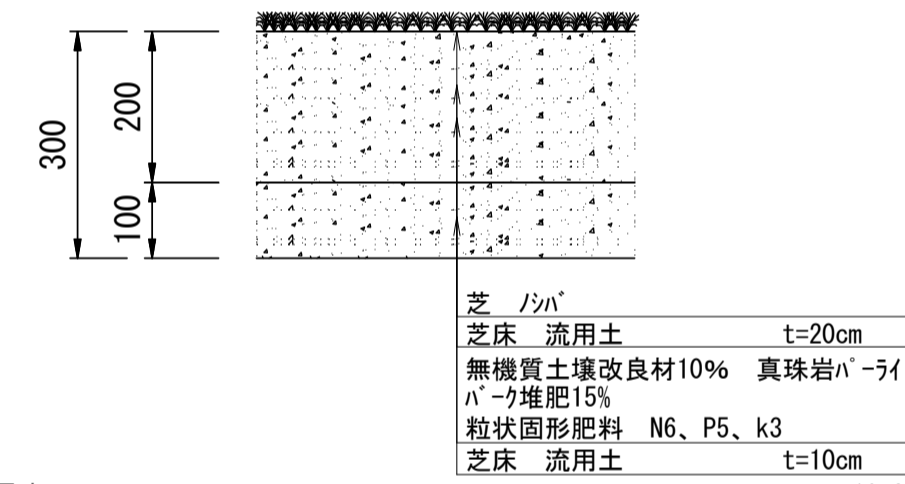 300
200
100
芝　ﾉｼﾊﾞ
芝床　流用土　t=20cm
無機質土壌改良材10%　真珠岩ﾊﾟｰﾗｲ
ﾊﾞｰｸ堆肥15%
粒状固形肥料　N6、P5、k3
芝床　流用土　t=10cm